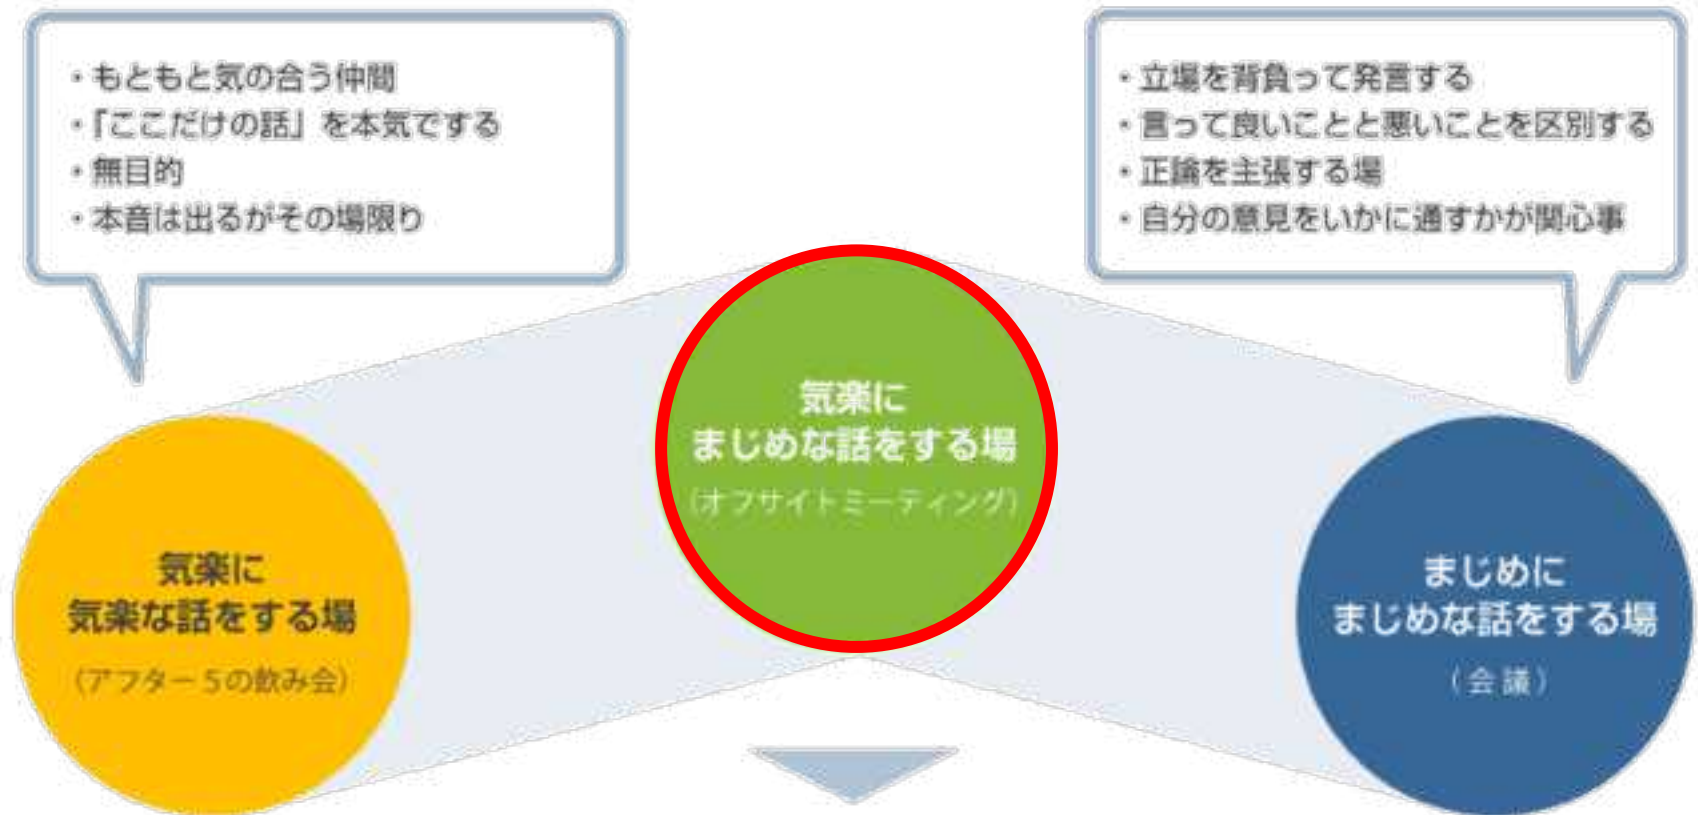 ・もともと気の合う仲間
・「ここだけの話」を本気でする
・無目的
・本音は出るがその場限り
・立場を背負って発言する
・言って良いことと悪いことを区別する
・正論を主張する場
・自分の意見をいかに通すかが関心事
気楽に
まじめな話をする場
（オフサイトミーティング）
気楽に
気楽な話をする場
（アフター５の飲み会）
まじめに
まじめな話をする場
（会議）